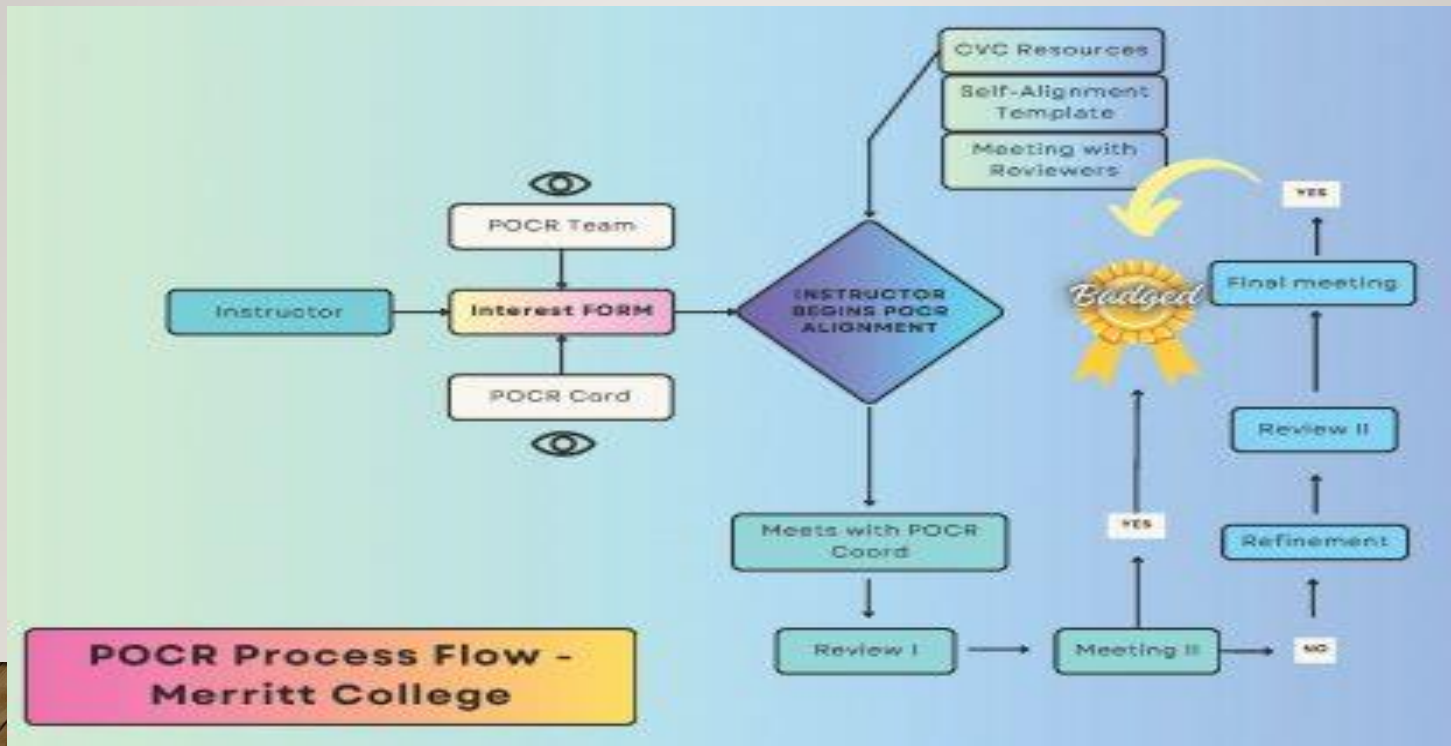 CVC Resources
Self-Alignment
Template
Meeting with
Reviewers
YES
POCR Team
Final meeting
Instructor
Interest FORM
INSTRUCTOR
BEGINS POCR
ALIGNMENT
Badged
POCR Card
Review II
Meets with POCR
Coord
YES
Refinement
Review I
Meeting II
NO
POCR Process Flow -
Merritt College